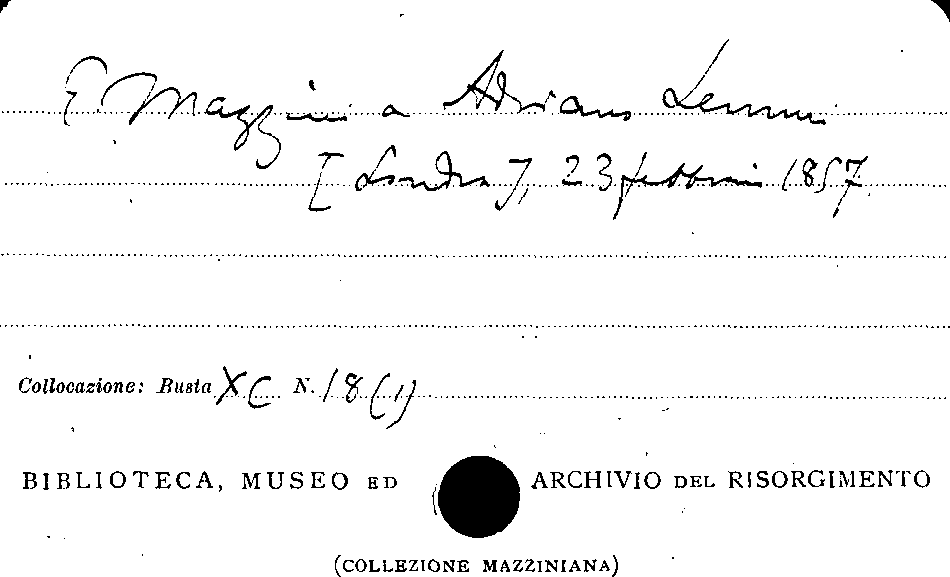 G. Mazzini a Adriano Lemmi
[Londra], 23 febbraio 1857.
Collocazione: Busta XC N. 18 (1)
BIBLIOTECA, MUSEO ED ARCHIVIO DEL RISORGIMENTO
(COLLEZIONE MAZZINIANA)